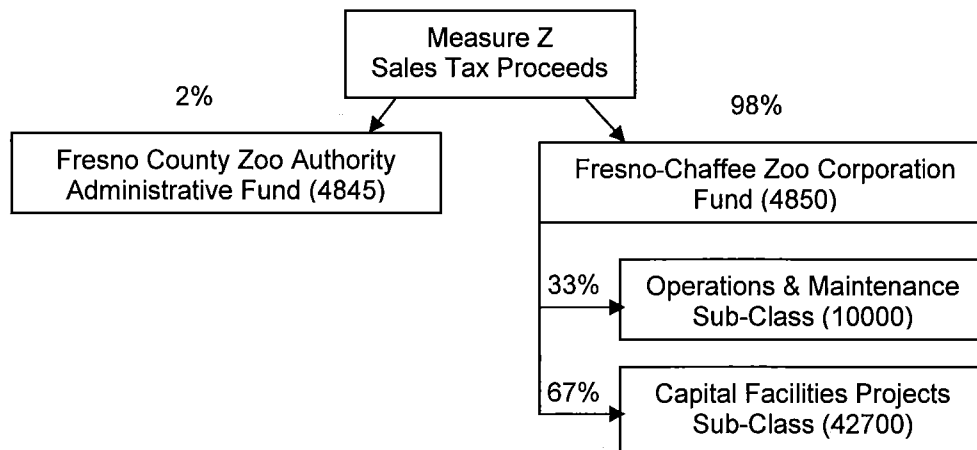 Measure Z
Sales Tax Proceeds
2%
98%
Fresno County Zoo Authority
Administrative Fund (4845)
Fresno-Chaffee Zoo Corporation
Fund (4850)
33%
Operations & Maintenance
Sub-Class (10000)
67%
Capital Facilities Projects
Sub-Class (42700)